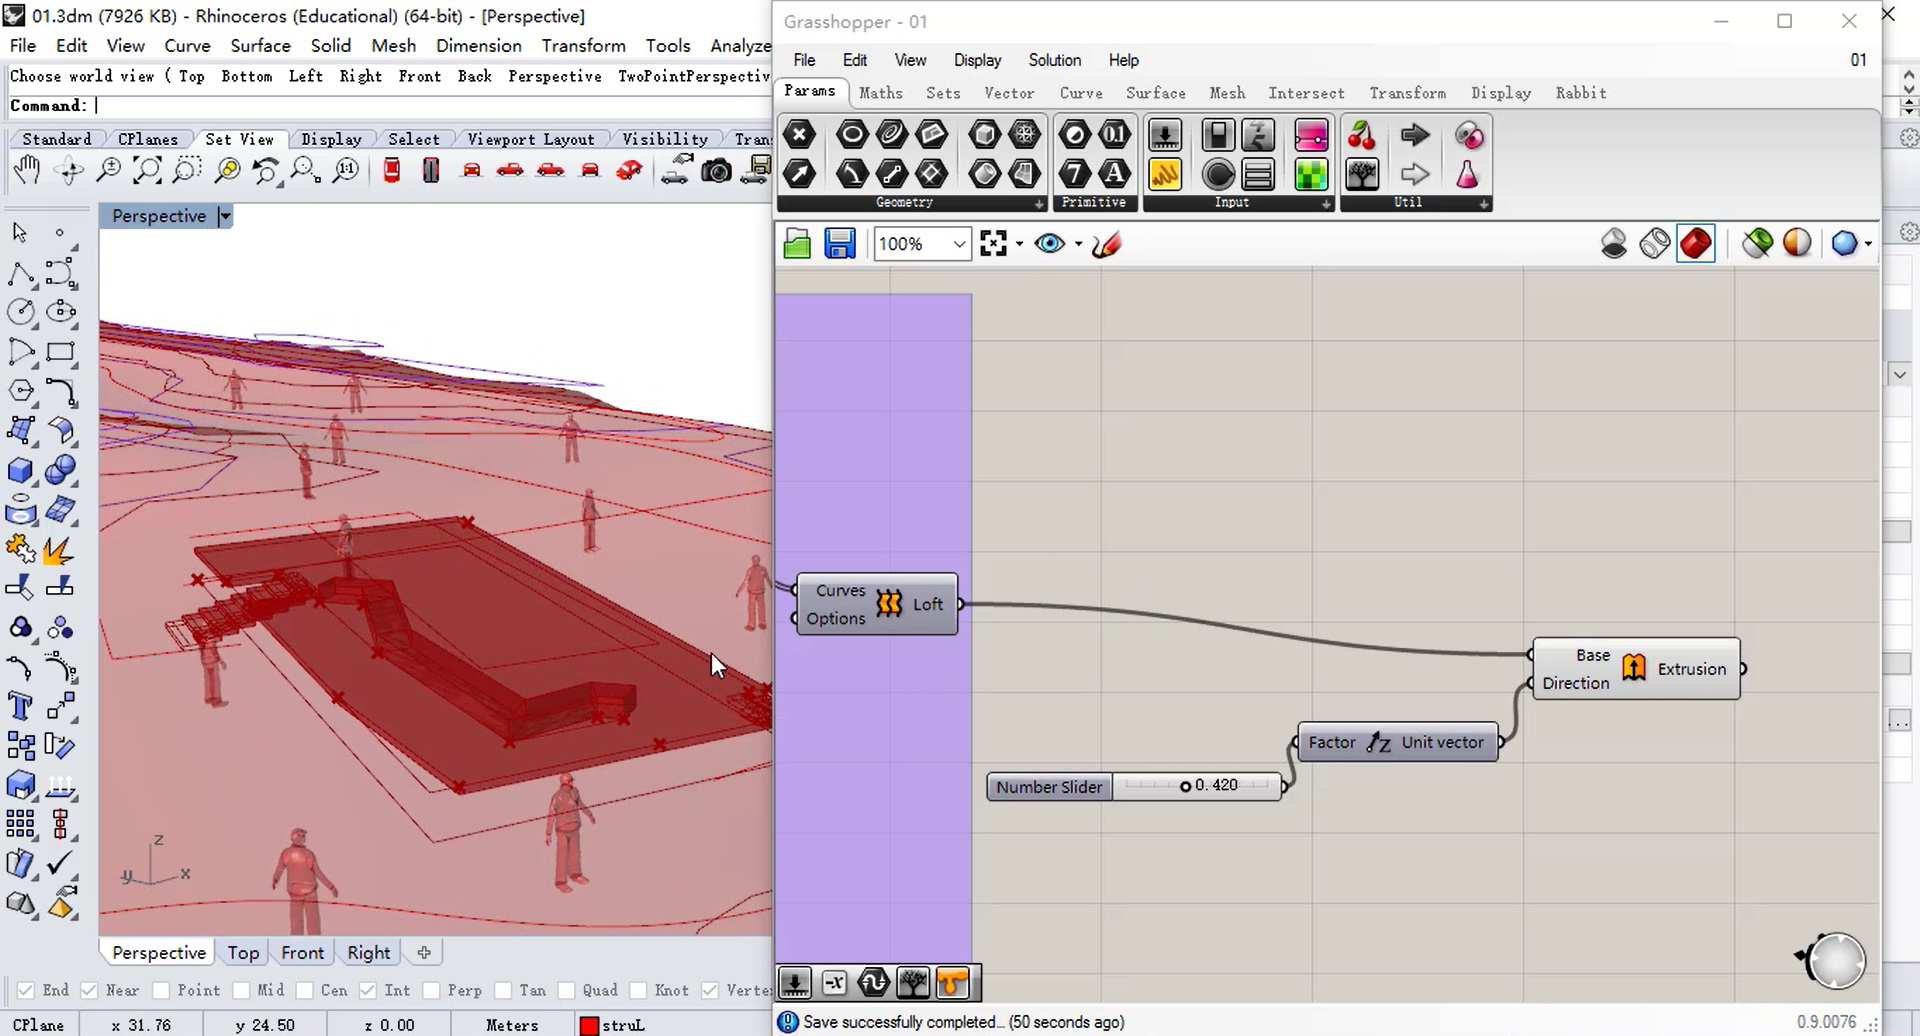 01.3dm (7926 KB) - Rhinoceros (Educational) (64-bit) - [Perspective]
File Edit View Curve Surface Solid Mesh Dimension Transform Tools Analyze
Choose world view ( Top Bottom Left Right Front Back Perspective TwoPointPerspectiv
Command:
Standard CPlanes Set View Display Select Viewport Layout Visibility Tran
Perspective
z
y x
Perspective Top Front Right
End Near Point Mid Cen Int Perp Tan Quad Knot Verte
CPlane x 31.76 y 24.50 z 0.00 Meters struL
Grasshopper - 01
File Edit View Display Solution Help 01
Params Maths Sets Vector Curve Surface Mesh Intersect Transform Display Rabbit
Geometry Primitive Input Util
100%
Curves
Options
Loft
Base
Direction
Extrusion
Factor Z Unit vector
Number Slider 0.420
Save successfully completed... (50 seconds ago) 0.9.0076